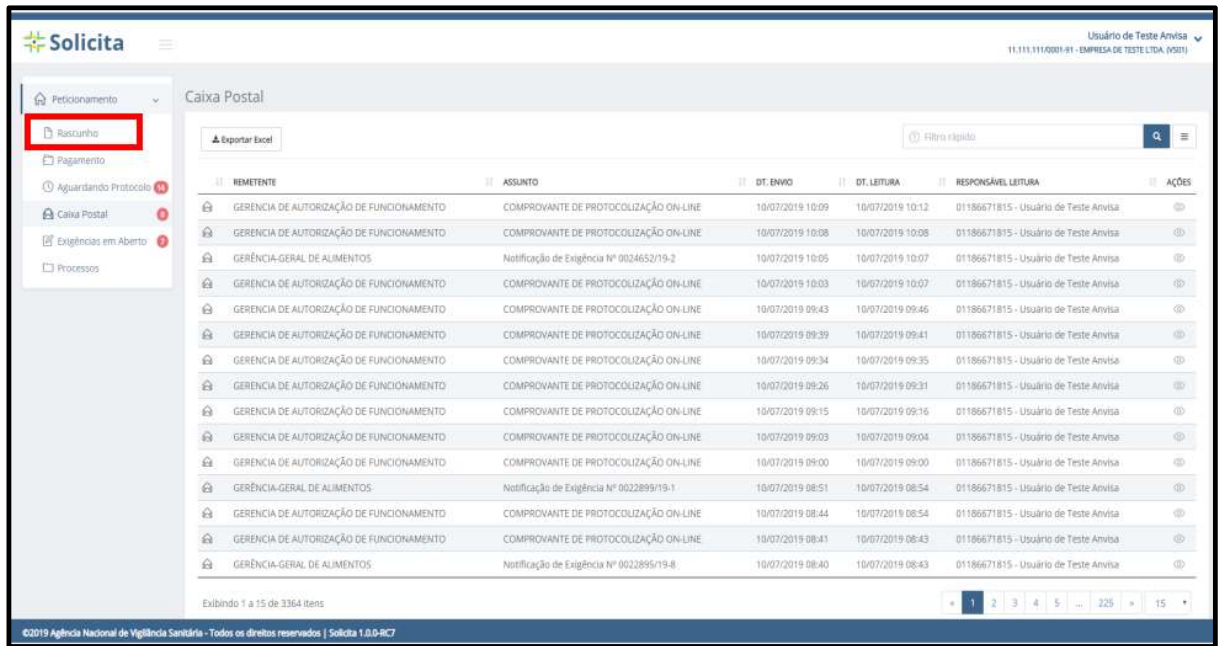 Solicita
Usuário de Teste Anvisa
11.111.111/0001-91 - EMPRESA DE TESTE LTDA. (VS01)
Peticionamento
Rascunho
Pagamento
Aguardando Protocolo 14
Caixa Postal 0
Exigências em Aberto
Processos
Caixa Postal
Exportar Excel
Filtro rápido
REMETENTE ASSUNTO DT. ENVIO DT. LEITURA RESPONSÁVEL LEITURA AÇÕES
GERENCIA DE AUTORIZAÇÃO DE FUNCIONAMENTO COMPROVANTE DE PROTOCOLIZAÇÃO ON-LINE 10/07/2019 10:09 10/07/2019 10:12 01186671815 - Usuário de Teste Anvisa
GERENCIA DE AUTORIZAÇÃO DE FUNCIONAMENTO COMPROVANTE DE PROTOCOLIZAÇÃO ON-LINE 10/07/2019 10:08 10/07/2019 10:08 01186671815 - Usuário de Teste Anvisa
GERÊNCIA-GERAL DE ALIMENTOS Notificação de Exigência Nº 0024652/19-2 10/07/2019 10:05 10/07/2019 10:07 01186671815 - Usuário de Teste Anvisa
GERENCIA DE AUTORIZAÇÃO DE FUNCIONAMENTO COMPROVANTE DE PROTOCOLIZAÇÃO ON-LINE 10/07/2019 10:03 10/07/2019 10:07 01186671815 - Usuário de Teste Anvisa
GERENCIA DE AUTORIZAÇÃO DE FUNCIONAMENTO COMPROVANTE DE PROTOCOLIZAÇÃO ON-LINE 10/07/2019 09:43 10/07/2019 09:46 01186671815 - Usuário de Teste Anvisa
GERENCIA DE AUTORIZAÇÃO DE FUNCIONAMENTO COMPROVANTE DE PROTOCOLIZAÇÃO ON-LINE 10/07/2019 09:39 10/07/2019 09:41 01186671815 - Usuário de Teste Anvisa
GERENCIA DE AUTORIZAÇÃO DE FUNCIONAMENTO COMPROVANTE DE PROTOCOLIZAÇÃO ON-LINE 10/07/2019 09:34 10/07/2019 09:35 01186671815 - Usuário de Teste Anvisa
GERENCIA DE AUTORIZAÇÃO DE FUNCIONAMENTO COMPROVANTE DE PROTOCOLIZAÇÃO ON-LINE 10/07/2019 09:26 10/07/2019 09:31 01186671815 - Usuário de Teste Anvisa
GERENCIA DE AUTORIZAÇÃO DE FUNCIONAMENTO COMPROVANTE DE PROTOCOLIZAÇÃO ON-LINE 10/07/2019 09:15 10/07/2019 09:16 01186671815 - Usuário de Teste Anvisa
GERENCIA DE AUTORIZAÇÃO DE FUNCIONAMENTO COMPROVANTE DE PROTOCOLIZAÇÃO ON-LINE 10/07/2019 09:03 10/07/2019 09:04 01186671815 - Usuário de Teste Anvisa
GERENCIA DE AUTORIZAÇÃO DE FUNCIONAMENTO COMPROVANTE DE PROTOCOLIZAÇÃO ON-LINE 10/07/2019 09:00 10/07/2019 09:00 01186671815 - Usuário de Teste Anvisa
GERÊNCIA-GERAL DE ALIMENTOS Notificação de Exigência Nº 0022899/19-1 10/07/2019 08:51 10/07/2019 08:54 01186671815 - Usuário de Teste Anvisa
GERENCIA DE AUTORIZAÇÃO DE FUNCIONAMENTO COMPROVANTE DE PROTOCOLIZAÇÃO ON-LINE 10/07/2019 08:44 10/07/2019 08:54 01186671815 - Usuário de Teste Anvisa
GERENCIA DE AUTORIZAÇÃO DE FUNCIONAMENTO COMPROVANTE DE PROTOCOLIZAÇÃO ON-LINE 10/07/2019 08:41 10/07/2019 08:43 01186671815 - Usuário de Teste Anvisa
GERÊNCIA-GERAL DE ALIMENTOS Notificação de Exigência Nº 0022895/19-8 10/07/2019 08:40 10/07/2019 08:43 01186671815 - Usuário de Teste Anvisa
Exibindo 1 a 15 de 3364 itens
« 1 2 3 4 5 ... 225 » 15
©2019 Agência Nacional de Vigilância Sanitária - Todos os direitos reservados | Solicita 1.0.0-RC7